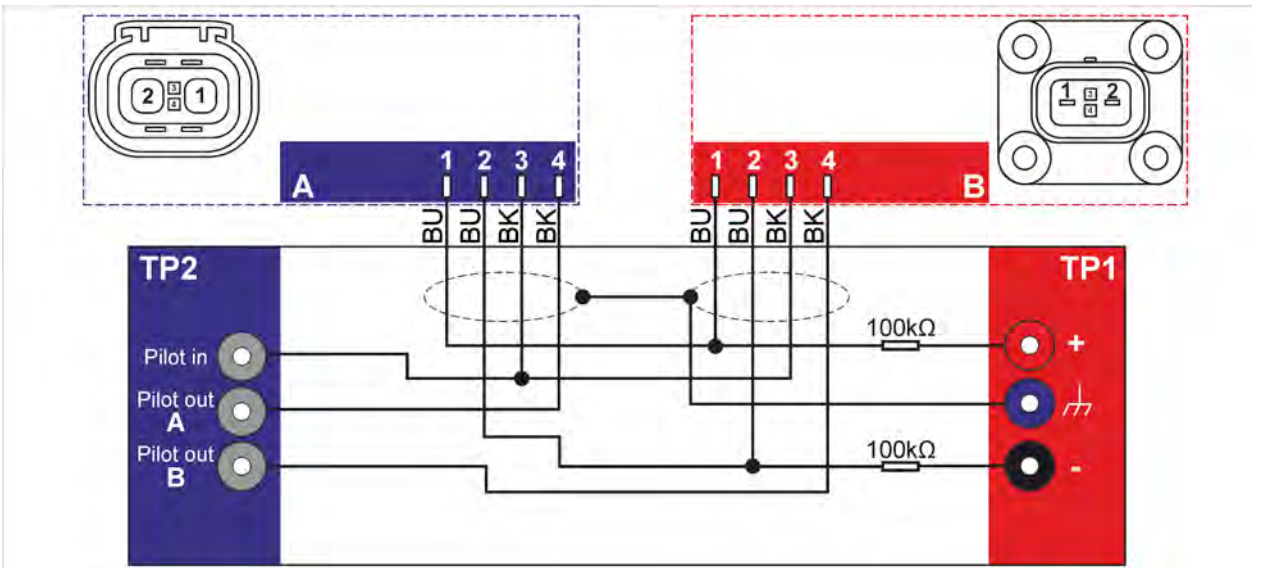 2 3 4 1
1 3 4 2
A 1 2 3 4
1 2 3 4 B
BU BU BK BK
BU BU BK BK
TP2
TP1
100kΩ
+
Pilot in
Pilot out
A
Pilot out
B
100kΩ
-